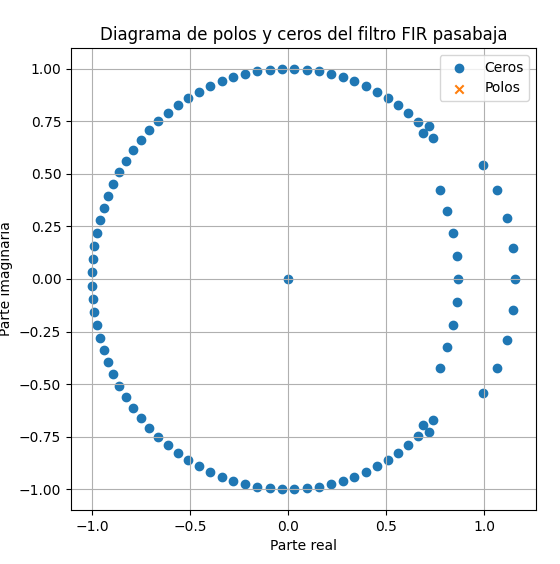 Diagrama de polos y ceros del filtro FIR pasabaja
Ceros
Polos
1.00
0.75
0.50
0.25
0.00
−0.25
−0.50
−0.75
−1.00
Parte imaginaria
−1.0
−0.5
0.0
0.5
1.0
Parte real